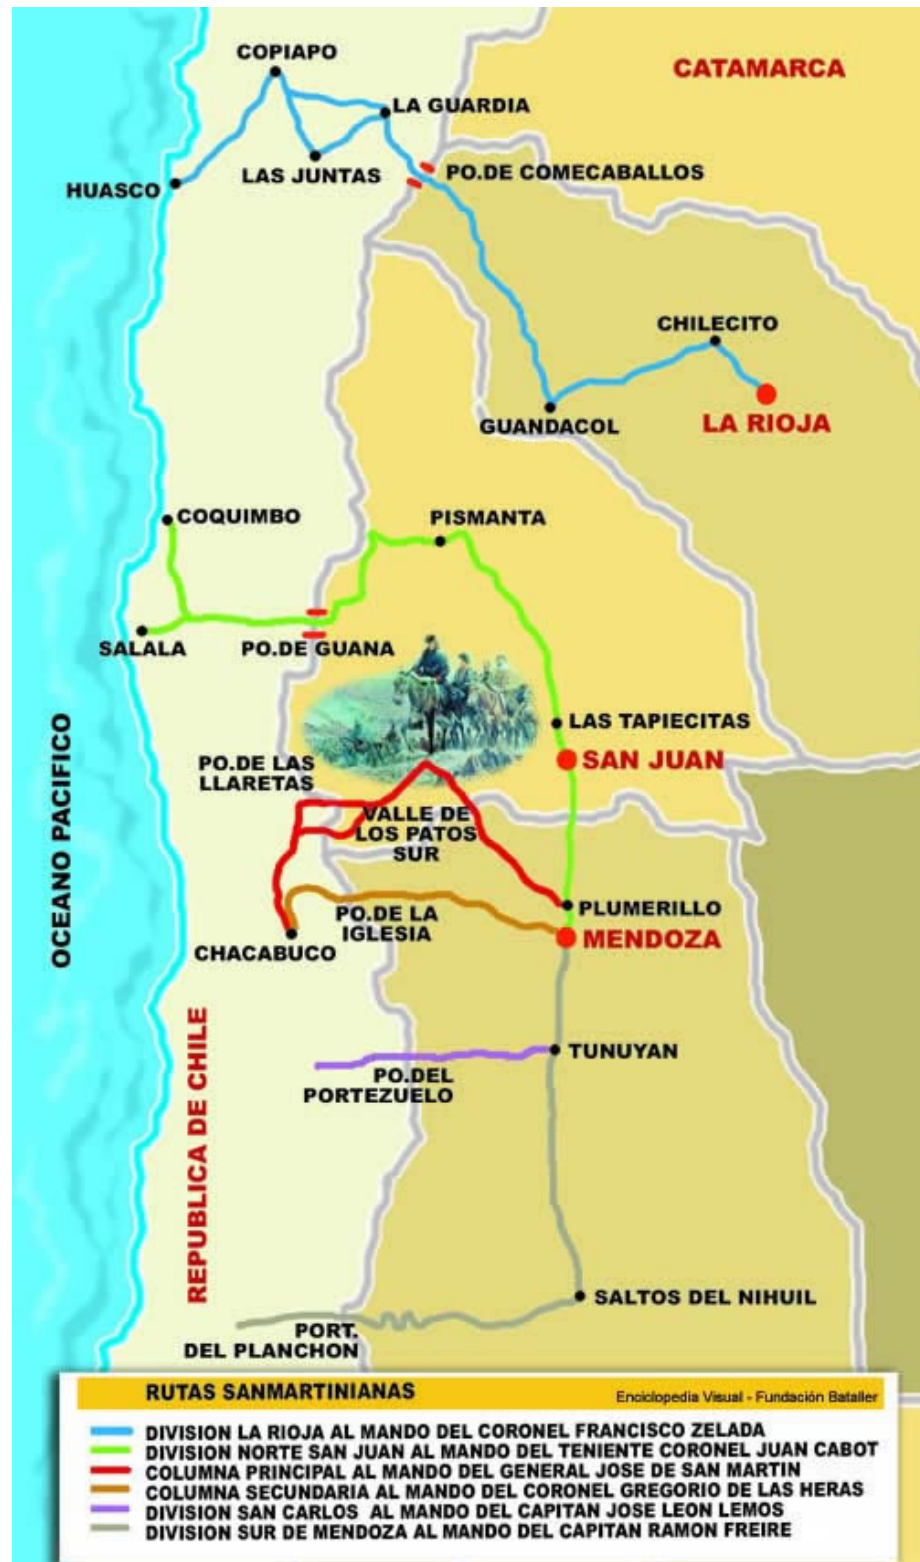 COPIAPO
CATAMARCA
LA GUARDIA
LAS JUNTAS
PO.DE COMECABALLOS
HUASCO
CHILECITO
LA RIOJA
GUANDACOL
COQUIMBO
PISMANTA
SALALA
PO.DE GUANA
LAS TAPIECITAS
SAN JUAN
PO.DE LAS
LLARETAS
VALLE DE
LOS PATOS
SUR
OCEANO PACIFICO
PLUMERILLO
PO.DE LA
IGLESIA
MENDOZA
CHACABUCO
REPUBLICA DE CHILE
TUNUYAN
PO.DEL
PORTEZUELO
SALTOS DEL NIHUIL
PORT.
DEL PLANCHON
RUTAS SANMARTINIANAS
Enciclopedia Visual - Fundación Bataller
DIVISION LA RIOJA AL MANDO DEL CORONEL FRANCISCO ZELADA
DIVISION NORTE SAN JUAN AL MANDO DEL TENIENTE CORONEL JUAN CABOT
COLUMNA PRINCIPAL AL MANDO DEL GENERAL JOSE DE SAN MARTIN
COLUMNA SECUNDARIA AL MANDO DEL CORONEL GREGORIO DE LAS HERAS
DIVISION SAN CARLOS AL MANDO DEL CAPITAN JOSE LEON LEMOS
DIVISION SUR DE MENDOZA AL MANDO DEL CAPITAN RAMON FREIRE